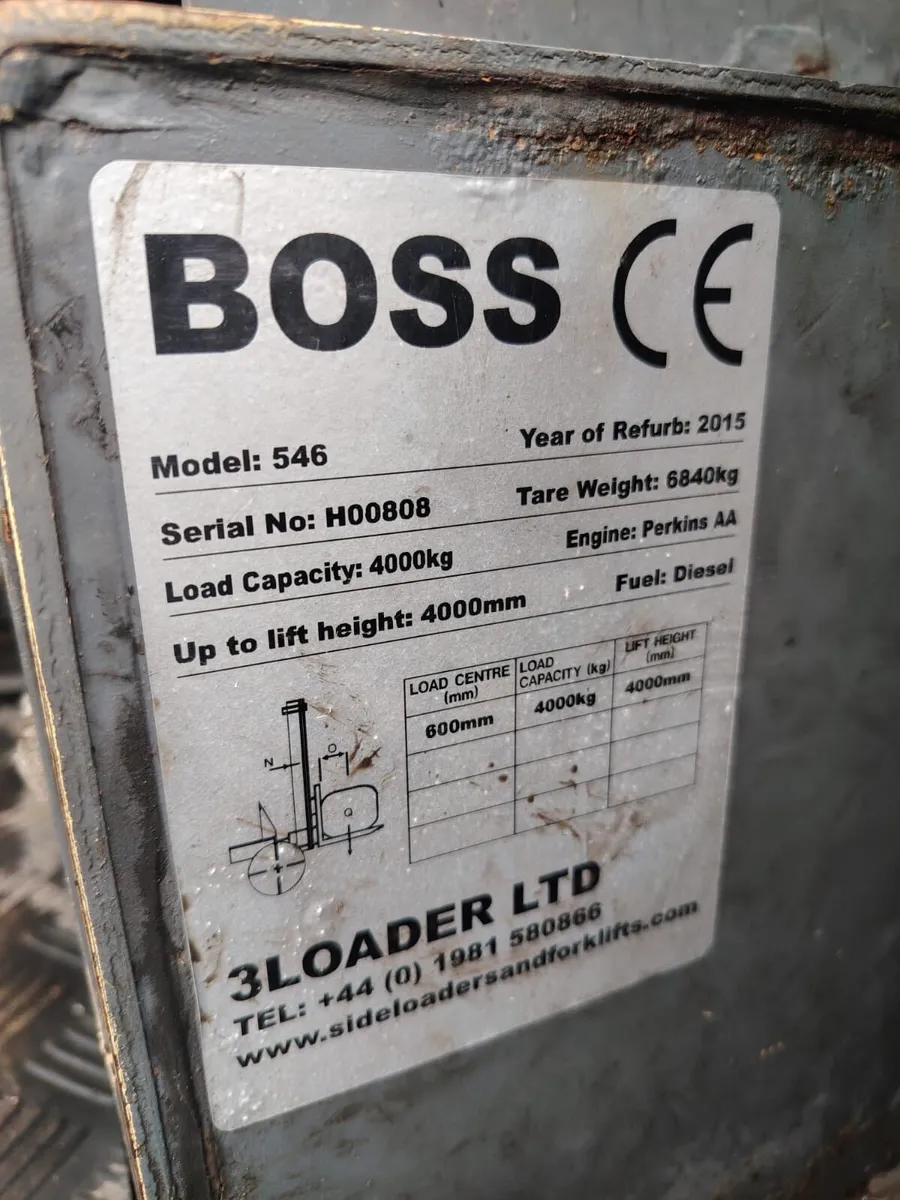 BOSS CE
Model: 546
Year of Refurb: 2015
Serial No: H00808
Tare Weight: 6840kg
Load Capacity: 4000kg
Engine: Perkins AA
Up to lift height: 4000mm
Fuel: Diesel
LOAD CENTRE (mm)
LOAD CAPACITY (kg)
LIFT HEIGHT (mm)
600mm
4000kg
4000mm
N
O
G
3LOADER LTD
TEL: +44 (0) 1981 580866
www.sideloadersandforklifts.com